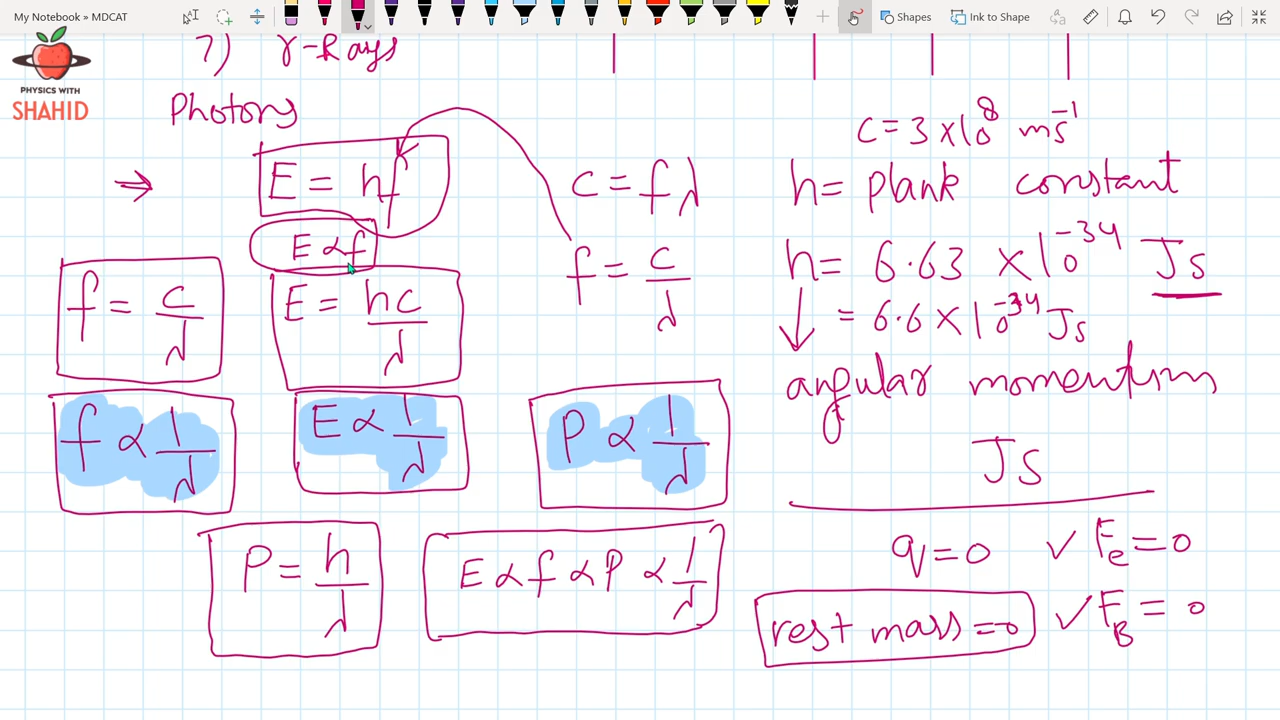 My Notebook » MDCAT
Shapes
Ink to Shape
PHYSICS WITH
SHAHID
7) γ-Rays
Photons
⇒ E = hf
E ∝ f
f = c/λ
E = hc/λ
f ∝ 1/λ
E ∝ 1/λ
P ∝ 1/λ
P = h/λ
E ∝ f ∝ P ∝ 1/λ
c = fλ
f = c/λ
c = 3 × 10⁸ ms⁻¹
h = plank constant
h = 6.63 × 10⁻³⁴ Js
↓ = 6.6 × 10⁻³⁴ Js
angular momentum
Js
q = 0 ✓ Fe = 0
rest mass = 0 ✓ FB = 0